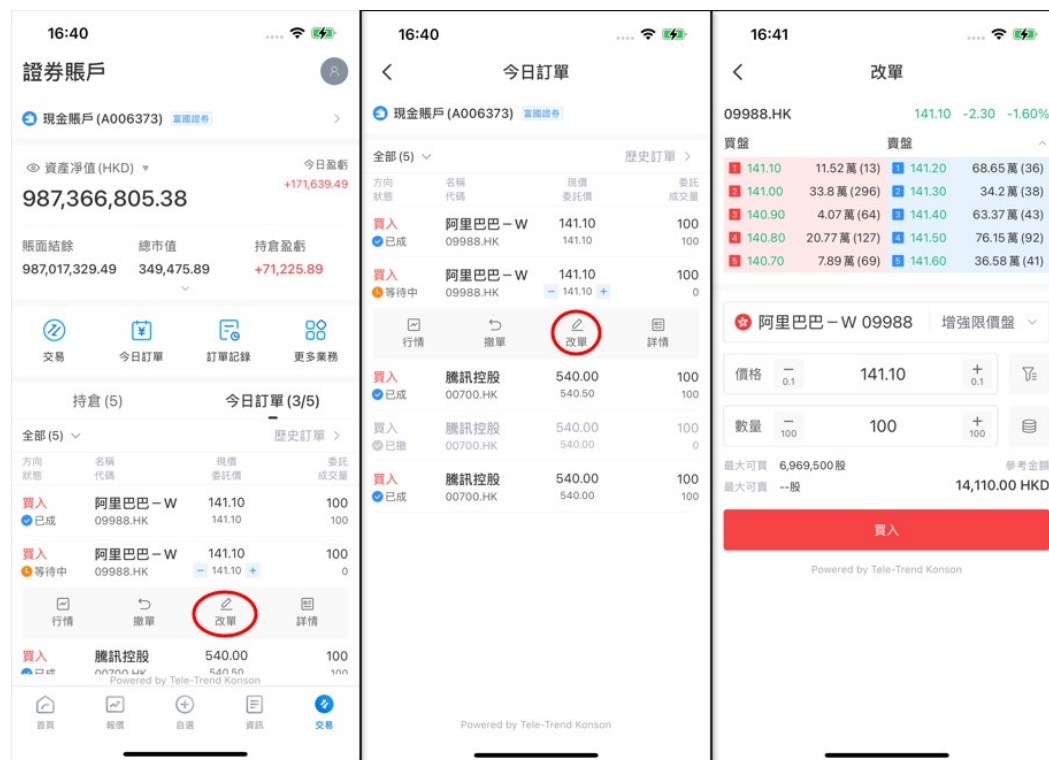 16:40
證券賬戶
現金賬戶 (A006373) 富國證券
資產淨值 (HKD) 今日盈虧
987,366,805.38 +171,639.49
賬面結餘 總市值 持倉盈虧
987,017,329.49 349,475.89 +71,225.89
交易 今日訂單 訂單記錄 更多業務
持倉 (5) 今日訂單 (3/5)
全部 (5) 歷史訂單
方向 名稱 現價 委託
狀態 代碼 委託價 成交量
買入 阿里巴巴-W 141.10 100
已成 09988.HK 141.10 100
買入 阿里巴巴-W 141.10 100
等待中 09988.HK - 141.10 + 0
行情 撤單 改單 詳情
買入 騰訊控股 540.00 100
已成 00700.HK 540.50 100
Powered by Tele-Trend Konson
首頁 報價 自選 資訊 交易
16:40
今日訂單
現金賬戶 (A006373) 富國證券
全部 (5) 歷史訂單
方向 名稱 現價 委託
狀態 代碼 委託價 成交量
買入 阿里巴巴-W 141.10 100
已成 09988.HK 141.10 100
買入 阿里巴巴-W 141.10 100
等待中 09988.HK - 141.10 + 0
行情 撤單 改單 詳情
買入 騰訊控股 540.00 100
已成 00700.HK 540.50 100
買入 騰訊控股 540.00 100
已撤 00700.HK 540.00 0
買入 騰訊控股 540.00 100
已成 00700.HK 540.00 100
Powered by Tele-Trend Konson
16:41
改單
09988.HK 141.10 -2.30 -1.60%
買盤 賣盤
1 141.10 11.52 萬 (13) 1 141.20 68.65 萬 (36)
2 141.00 33.8 萬 (296) 2 141.30 34.2 萬 (38)
3 140.90 4.07 萬 (64) 3 141.40 63.37 萬 (43)
4 140.80 20.77 萬 (127) 4 141.50 76.15 萬 (92)
5 140.70 7.89 萬 (69) 5 141.60 36.58 萬 (41)
阿里巴巴-W 09988 增強限價盤
價格 - 0.1 141.10 + 0.1
數量 - 100 100 + 100
最大可買 6,969,500 股 參考金額
最大可賣 --股 14,110.00 HKD
買入
Powered by Tele-Trend Konson